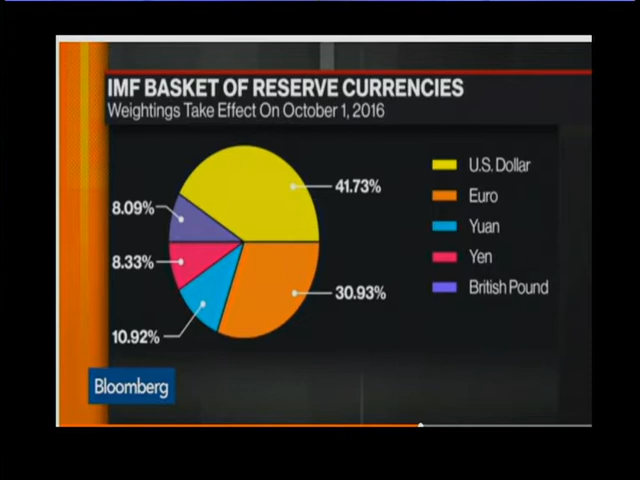 IMF BASKET OF RESERVE CURRENCIES
Weightings Take Effect On October 1, 2016
41.73%
8.09%
8.33%
10.92%
30.93%
U.S. Dollar
Euro
Yuan
Yen
British Pound
Bloomberg